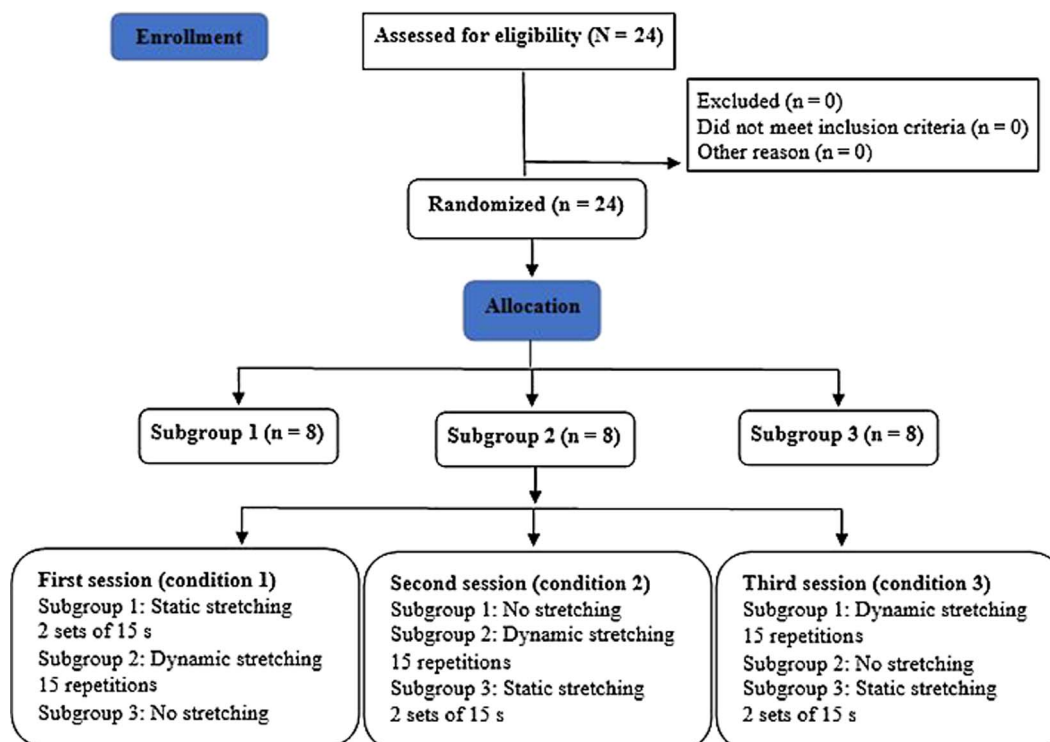 Enrollment
Assessed for eligibility (N = 24)
Excluded (n = 0)
Did not meet inclusion criteria (n = 0)
Other reason (n = 0)
Randomized (n = 24)
Allocation
Subgroup 1 (n = 8)
Subgroup 2 (n = 8)
Subgroup 3 (n = 8)
First session (condition 1)
Subgroup 1: Static stretching
2 sets of 15 s
Subgroup 2: Dynamic stretching
15 repetitions
Subgroup 3: No stretching
Second session (condition 2)
Subgroup 1: No stretching
Subgroup 2: Dynamic stretching
15 repetitions
Subgroup 3: Static stretching
2 sets of 15 s
Third session (condition 3)
Subgroup 1: Dynamic stretching
15 repetitions
Subgroup 2: No stretching
Subgroup 3: Static stretching
2 sets of 15 s